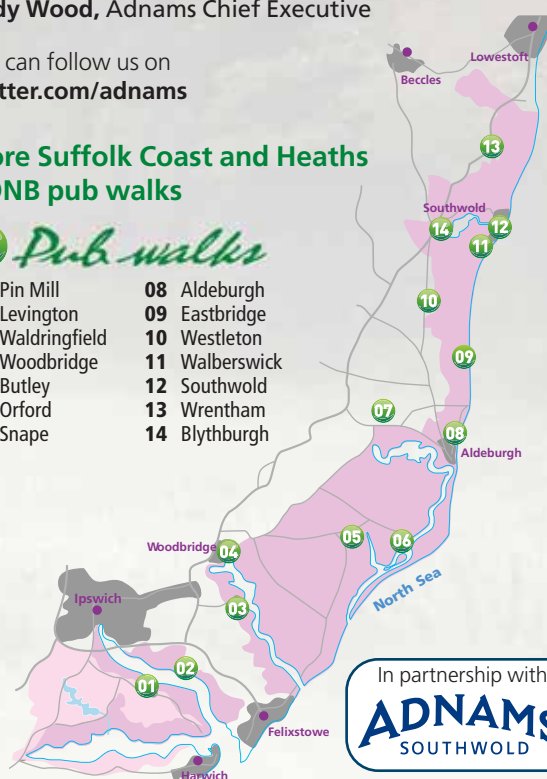 dy Wood, Adnams Chief Executive
can follow us on
tter.com/adnams
ore Suffolk Coast and Heaths
ONB pub walks
Pub walks
Pin Mill
Levington
Waldringfield
Woodbridge
Butley
Orford
Snape
08 Aldeburgh
09 Eastbridge
10 Westleton
11 Walberswick
12 Southwold
13 Wrentham
14 Blythburgh
Lowestoft
Beccles
13
Southwold
14
12
11
10
09
07
08
Aldeburgh
Woodbridge
04
05
06
North Sea
Ipswich
03
02
01
Felixstowe
Harwich
In partnership with
ADNAMS
SOUTHWOLD